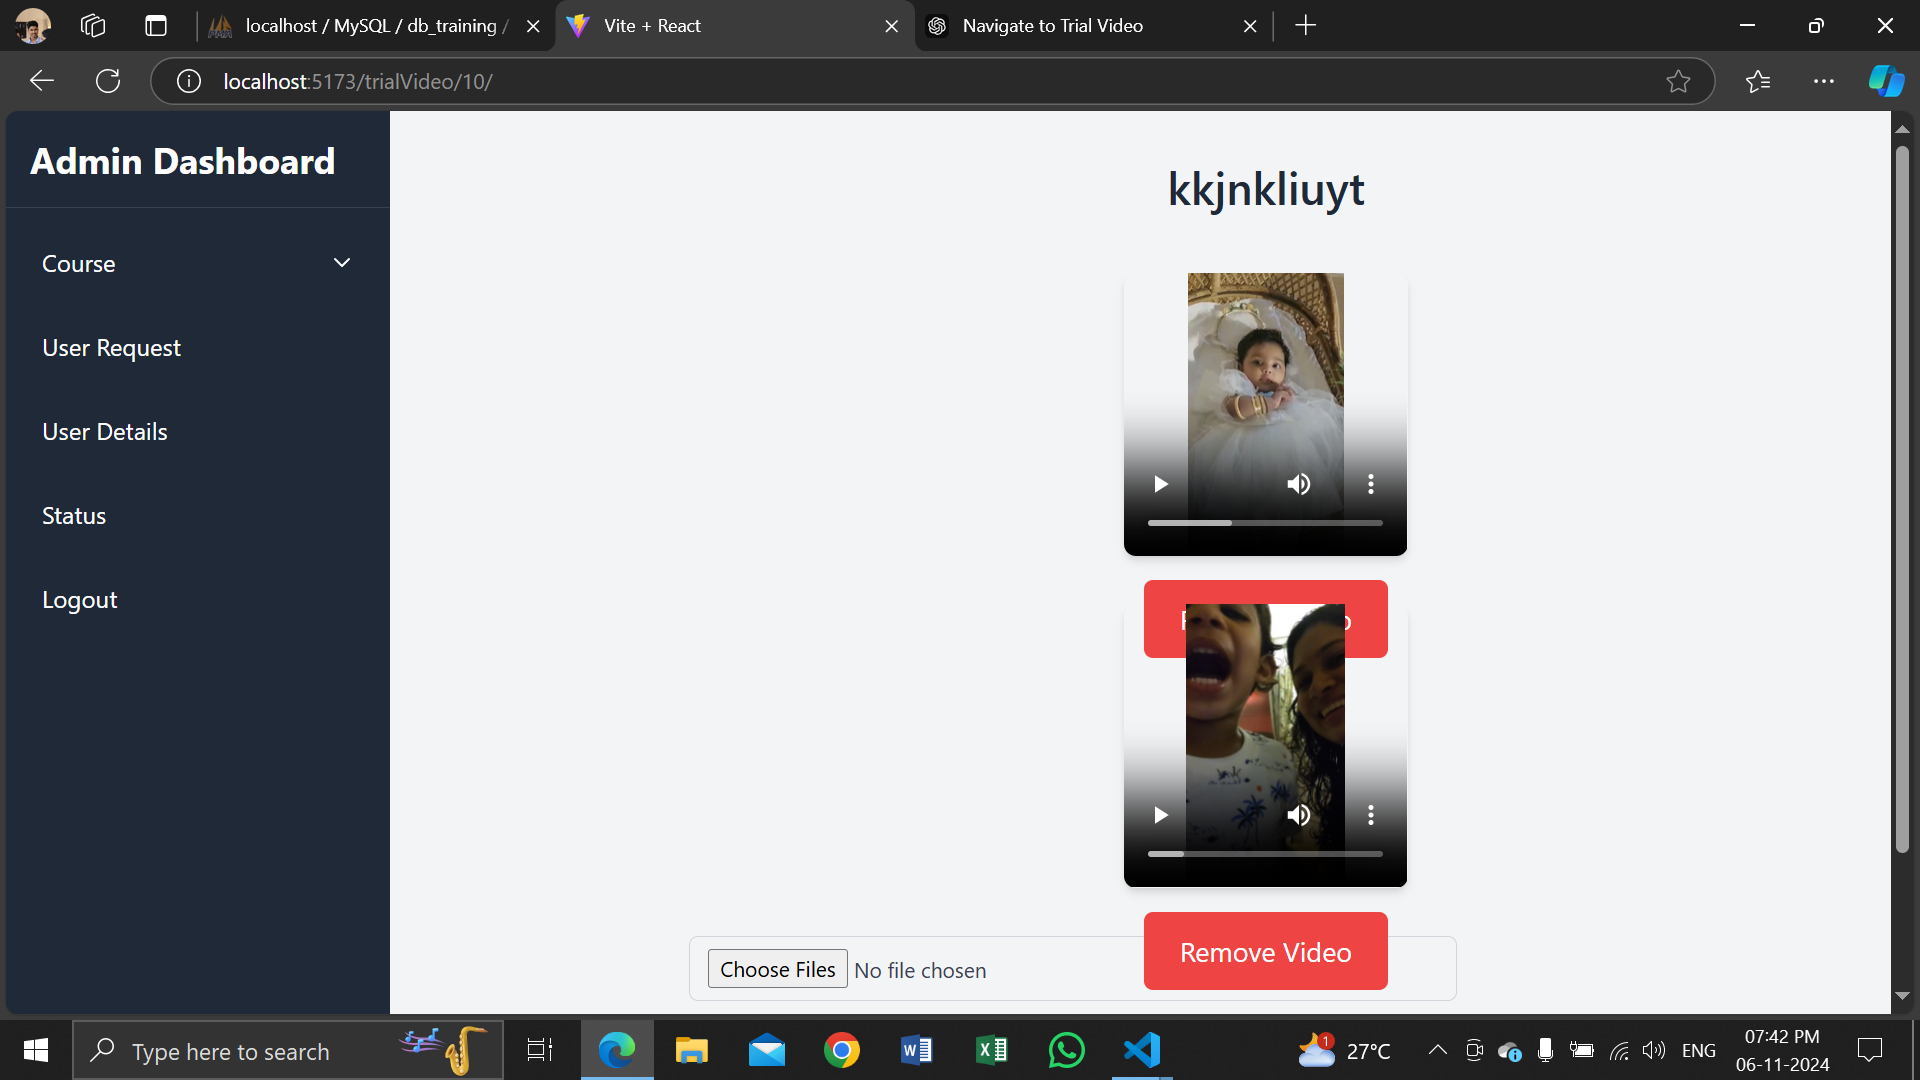 localhost / MySQL / db_training /
Vite + React
Navigate to Trial Video
localhost:5173/trialVideo/10/
Admin Dashboard
kkjnkliuyt
Course
User Request
User Details
Status
Logout
Remove Video
Choose Files No file chosen
Type here to search
1
27°C
ENG
07:42 PM
06-11-2024